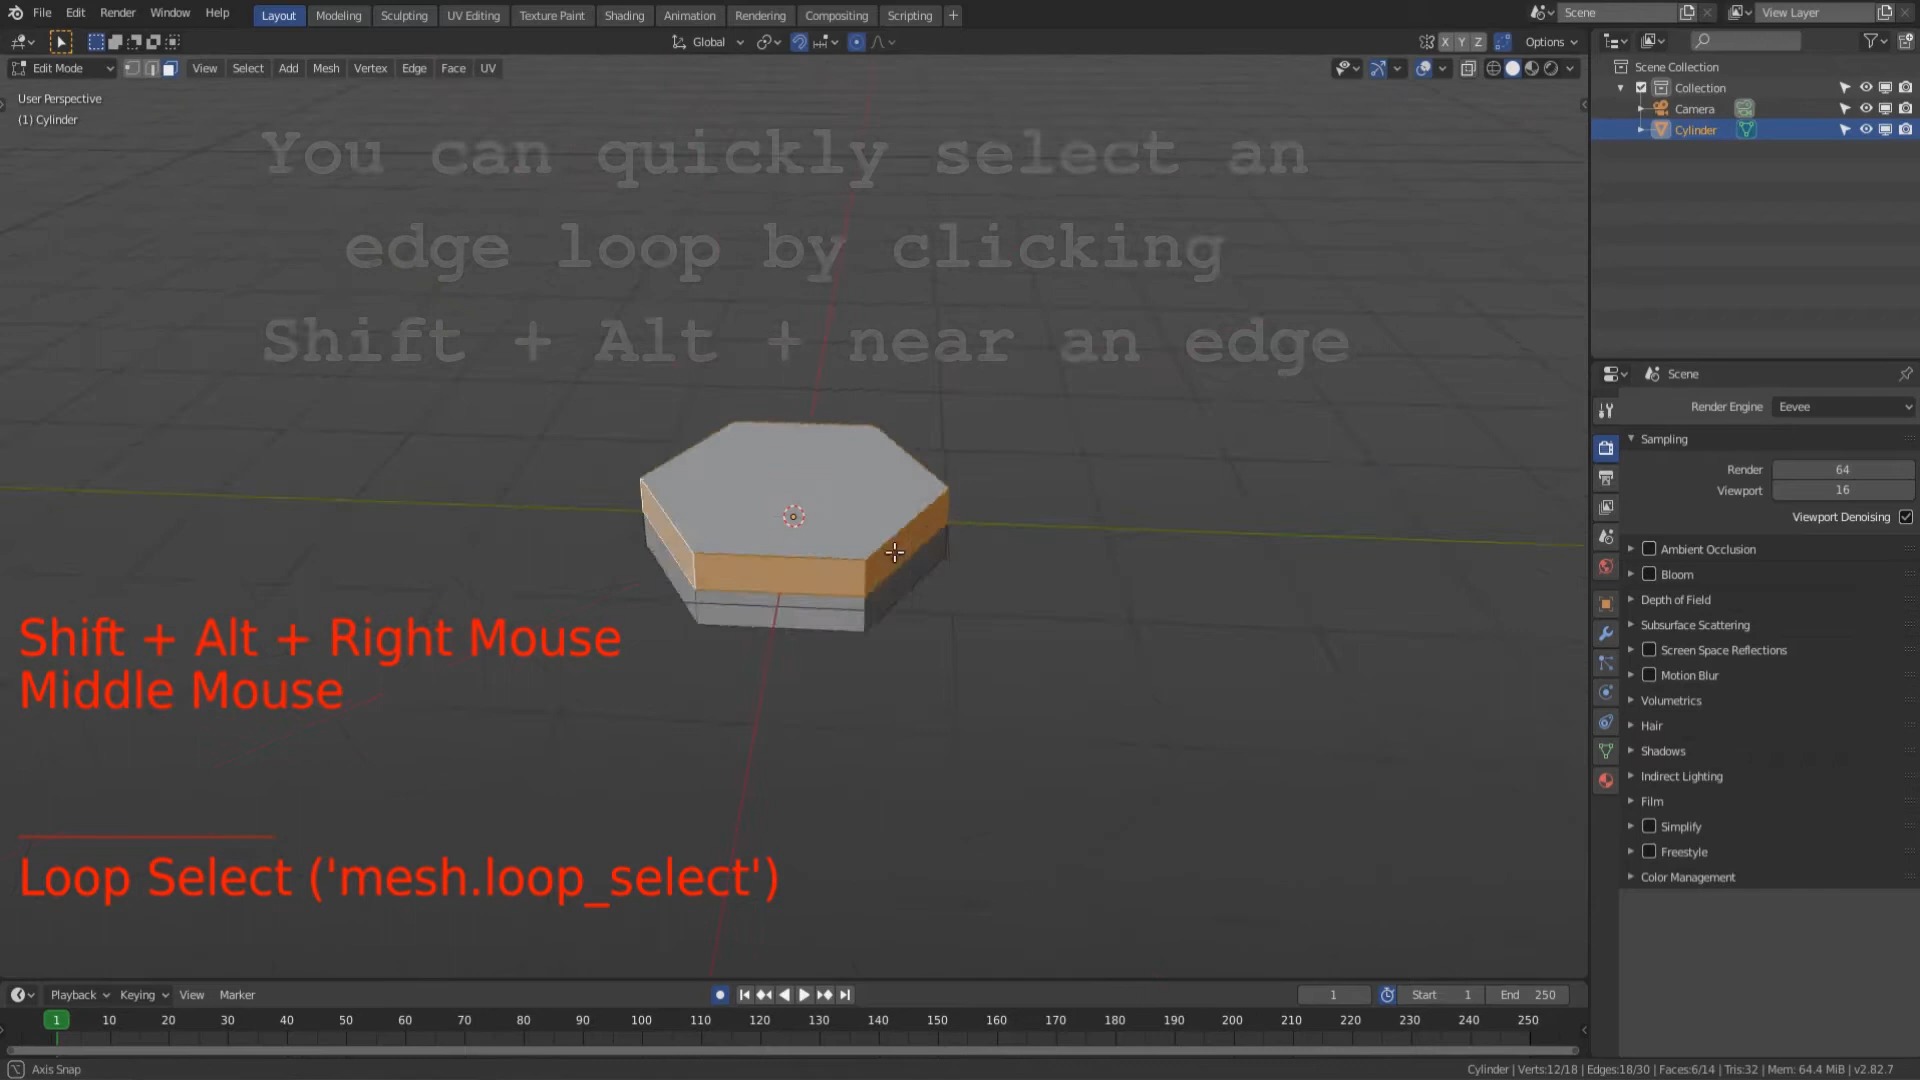 File Edit Render Window Help
Layout Modeling Sculpting UV Editing Texture Paint Shading Animation Rendering Compositing Scripting +
Scene
View Layer
Global
X Y Z
Options
Edit Mode
View Select Add Mesh Vertex Edge Face UV
User Perspective
(1) Cylinder
You can quickly select an
edge loop by clicking
Shift + Alt + near an edge
Shift + Alt + Right Mouse
Middle Mouse
Loop Select ('mesh.loop_select')
Scene Collection
Collection
Camera
Cylinder
Scene
Render Engine Eevee
Sampling
Render 64
Viewport 16
Viewport Denoising
Ambient Occlusion
Bloom
Depth of Field
Subsurface Scattering
Screen Space Reflections
Motion Blur
Volumetrics
Hair
Shadows
Indirect Lighting
Film
Simplify
Freestyle
Color Management
Playback Keying View Marker
1 Start 1 End 250
1 10 20 30 40 50 60 70 80 90 100 110 120 130 140 150 160 170 180 190 200 210 220 230 240 250
Axis Snap
Cylinder | Verts:12/18 | Edges:18/30 | Faces:6/14 | Tris:32 | Mem: 64.4 MiB | v2.82.7